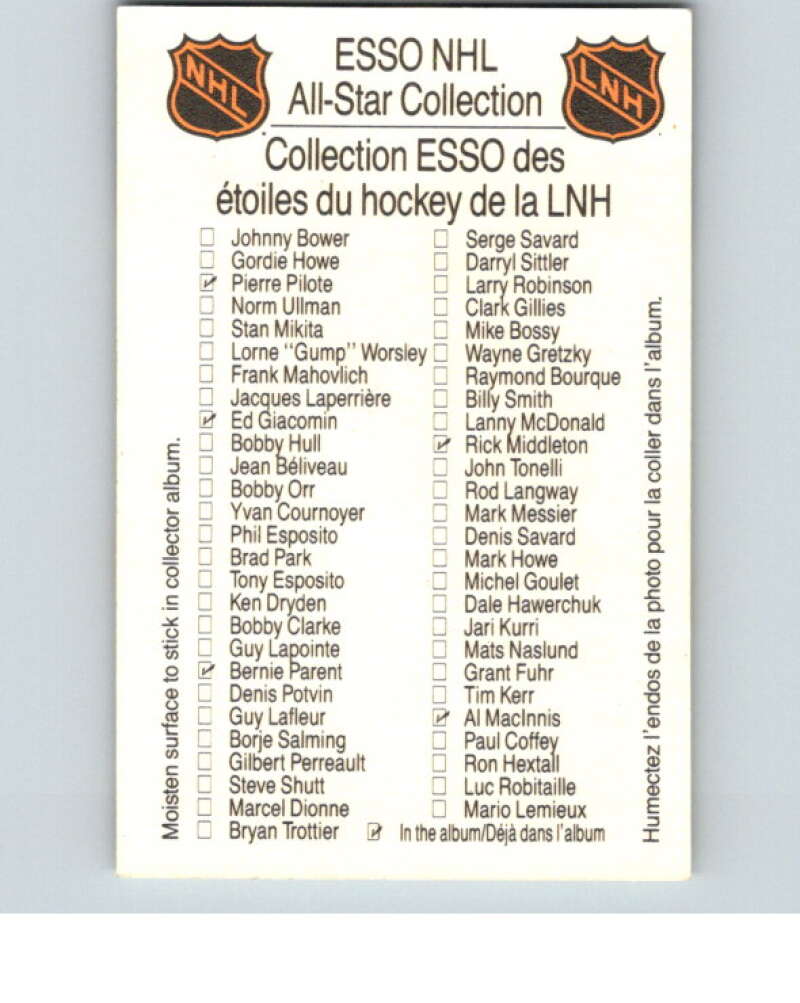 NHL
LNH
ESSO NHL
All-Star Collection
Collection ESSO des
étoiles du hockey de la LNH
Johnny Bower
Gordie Howe
Pierre Pilote
Norm Ullman
Stan Mikita
Lorne "Gump" Worsley
Frank Mahovlich
Jacques Laperrière
Ed Giacomin
Bobby Hull
Jean Béliveau
Bobby Orr
Yvan Cournoyer
Phil Esposito
Brad Park
Tony Esposito
Ken Dryden
Bobby Clarke
Guy Lapointe
Bernie Parent
Denis Potvin
Guy Lafleur
Borje Salming
Gilbert Perreault
Steve Shutt
Marcel Dionne
Bryan Trottier
Serge Savard
Darryl Sittler
Larry Robinson
Clark Gillies
Mike Bossy
Wayne Gretzky
Raymond Bourque
Billy Smith
Lanny McDonald
Rick Middleton
John Tonelli
Rod Langway
Mark Messier
Denis Savard
Mark Howe
Michel Goulet
Dale Hawerchuk
Jari Kurri
Mats Naslund
Grant Fuhr
Tim Kerr
Al MacInnis
Paul Coffey
Ron Hextall
Luc Robitaille
Mario Lemieux
In the album/Déjà dans l'album
Moisten surface to stick in collector album.
Humectez l'endos de la photo pour la coller dans l'album.